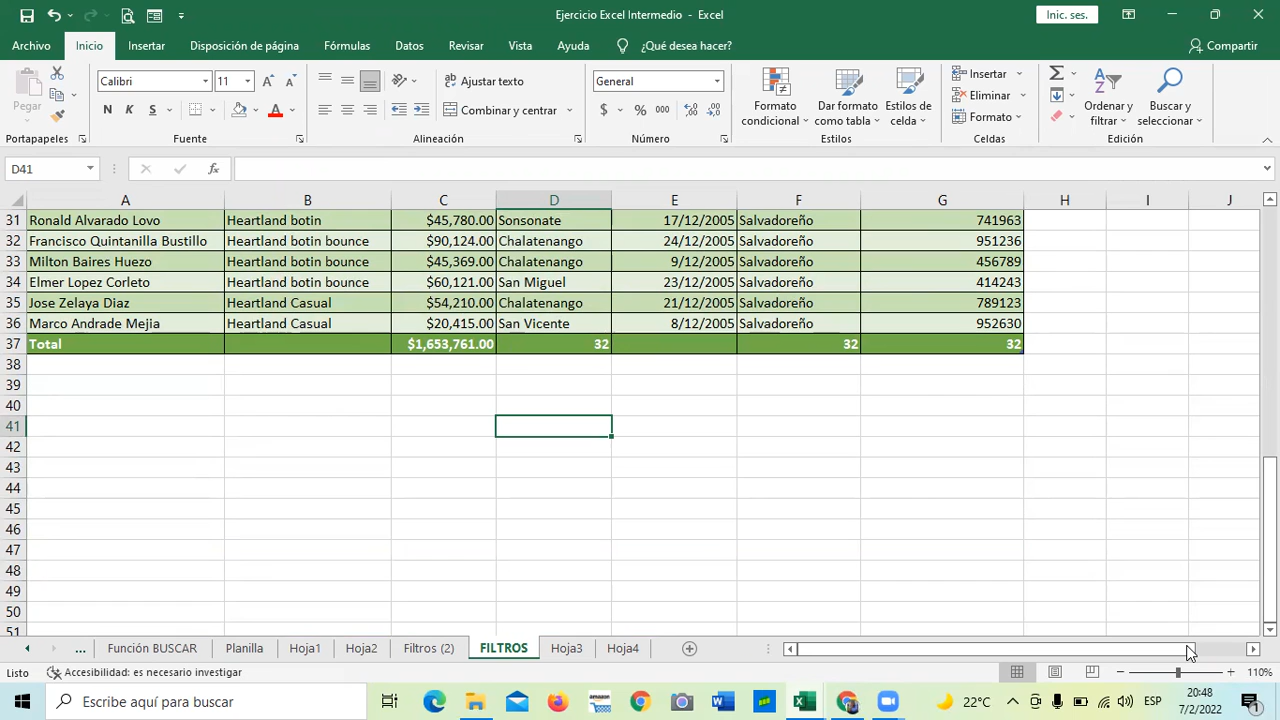 Ejercicio Excel Intermedio - Excel
Inic. ses.
Archivo Inicio Insertar Disposición de página Fórmulas Datos Revisar Vista Ayuda ¿Qué desea hacer? Compartir
Pegar
Calibri 11
N K S
Ajustar texto
Combinar y centrar
General
$ % 000
Formato condicional
Dar formato como tabla
Estilos de celda
Insertar
Eliminar
Formato
Ordenar y filtrar
Buscar y seleccionar
Portapapeles Fuente Alineación Número Estilos Celdas Edición
D41 fx
A B C D E F G H I J
31 Ronald Alvarado Lovo Heartland botin $45,780.00 Sonsonate 17/12/2005 Salvadoreño 741963
32 Francisco Quintanilla Bustillo Heartland botin bounce $90,124.00 Chalatenango 24/12/2005 Salvadoreño 951236
33 Milton Baires Huezo Heartland botin bounce $45,369.00 Chalatenango 9/12/2005 Salvadoreño 456789
34 Elmer Lopez Corleto Heartland botin bounce $60,121.00 San Miguel 23/12/2005 Salvadoreño 414243
35 Jose Zelaya Diaz Heartland Casual $54,210.00 Chalatenango 21/12/2005 Salvadoreño 789123
36 Marco Andrade Mejia Heartland Casual $20,415.00 San Vicente 8/12/2005 Salvadoreño 952630
37 Total $1,653,761.00 32 32 32
38
39
40
41
42
43
44
45
46
47
48
49
50
51
... Función BUSCAR Planilla Hoja1 Hoja2 Filtros (2) FILTROS Hoja3 Hoja4
Listo Accesibilidad: es necesario investigar 110%
Escribe aquí para buscar
22°C ESP
20:48
7/2/2022
1